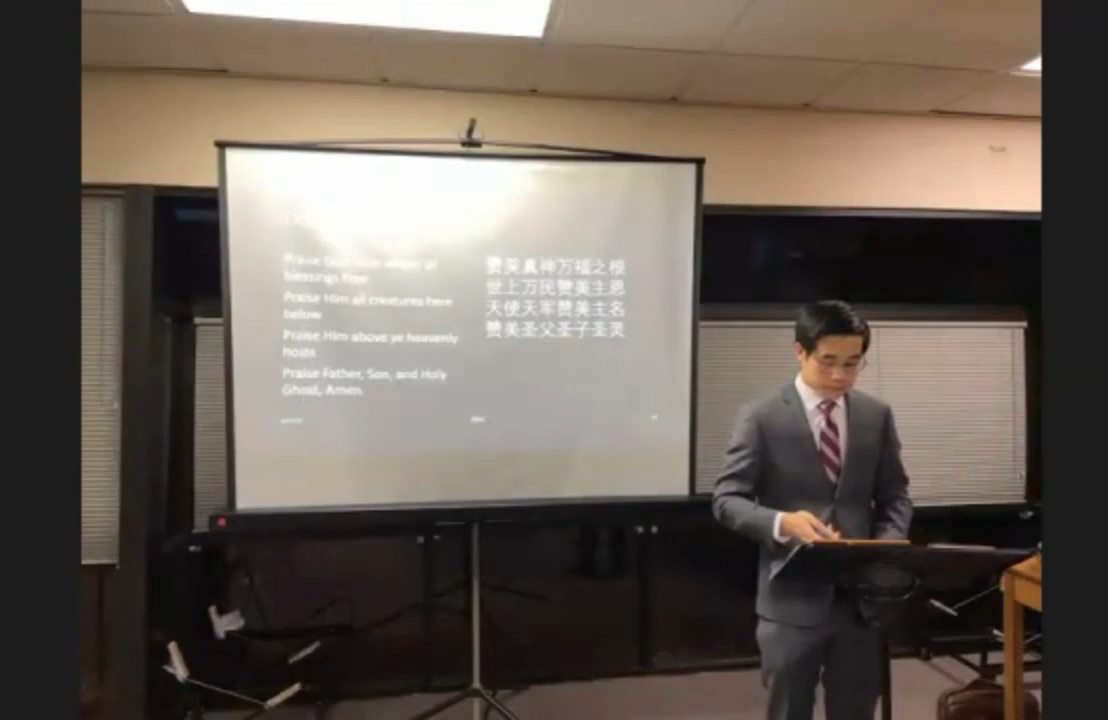 Praise God from whom all
blessings flow
Praise Him all creatures here
below
Praise Him above ye heavenly
hosts
Praise Father, Son, and Holy
Ghost, Amen.
赞美真神万福之根
世上万民赞美主恩
天使天军赞美主名
赞美圣父圣子圣灵